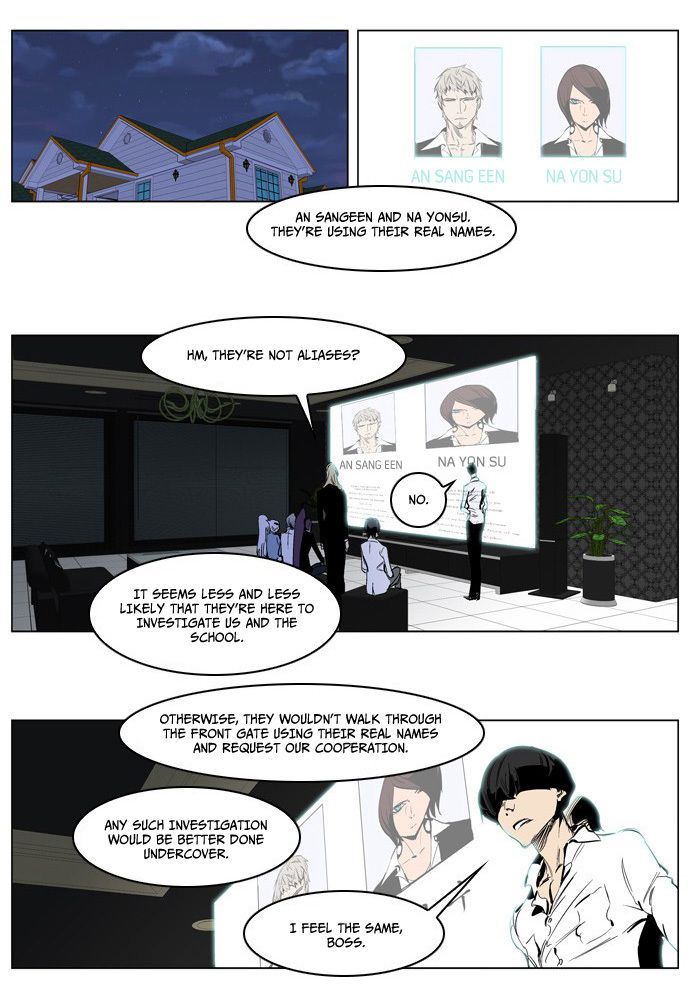 AN SANG EEN
NA YON SU
AN SANGEEN AND NA YONSU.
THEY'RE USING THEIR REAL NAMES.
HM, THEY'RE NOT ALIASES?
AN SANG EEN
NA YON SU
NO.
IT SEEMS LESS AND LESS
LIKELY THAT THEY'RE HERE TO
INVESTIGATE US AND THE
SCHOOL.
OTHERWISE, THEY WOULDN'T WALK THROUGH
THE FRONT GATE USING THEIR REAL NAMES
AND REQUEST OUR COOPERATION.
ANY SUCH INVESTIGATION
WOULD BE BETTER DONE
UNDERCOVER.
I FEEL THE SAME,
BOSS.